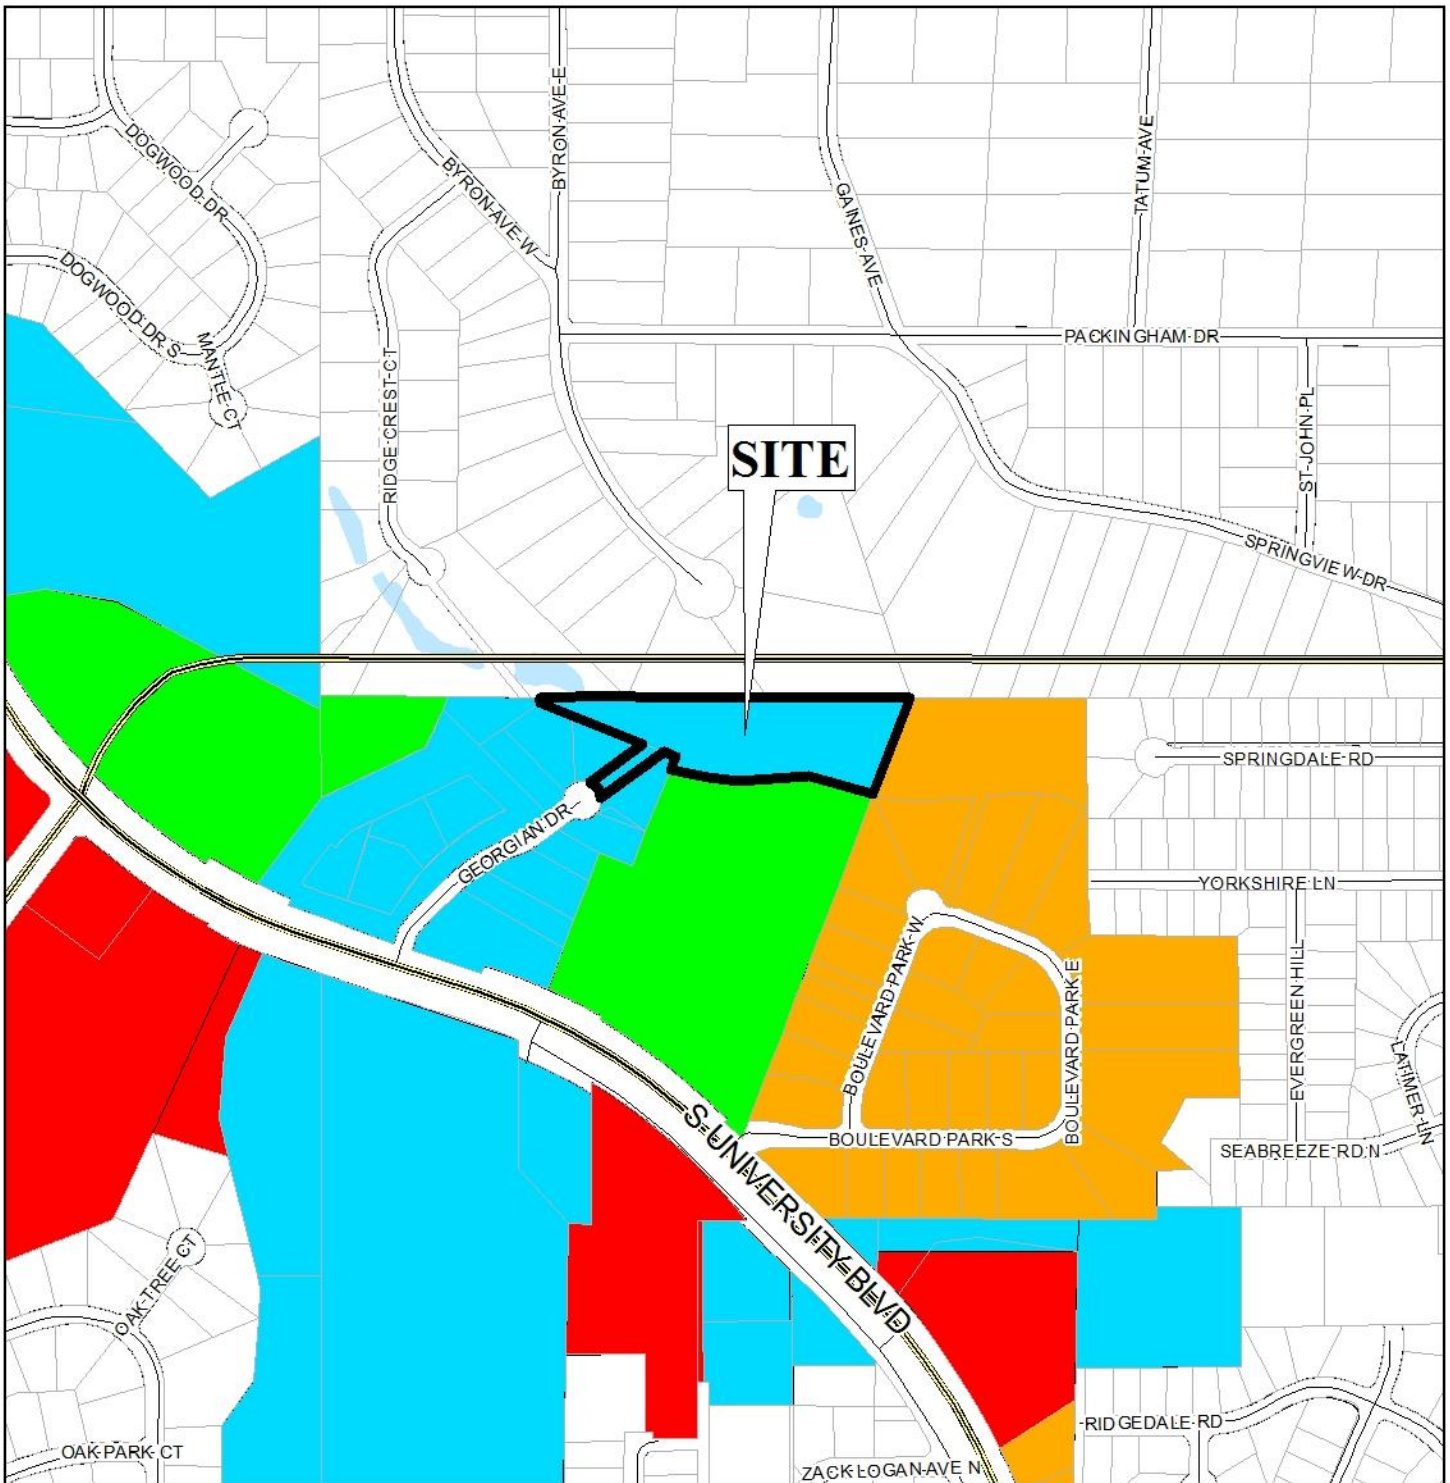 DOGWOOD DR
BYRON AVE E
BYRON AVE W
GAINES AVE
TATUM AVE
DOGWOOD DR S
MANTLE CT
RIDGE CREST CT
PACKINGHAM DR
ST JOHN PL
SITE
SPRINGVIEW DR
SPRINGDALE RD
GEORGIAN DR
YORKSHIRE LN
BOULEVARD PARK W
BOULEVARD PARK E
EVERGREEN HILL
LATIMER LN
S UNIVERSITY BLVD
BOULEVARD PARK S
SEABREEZE RD N
OAK TREE CT
RIDGEDALE RD
OAK PARK CT
ZACK LOGAN AVE N